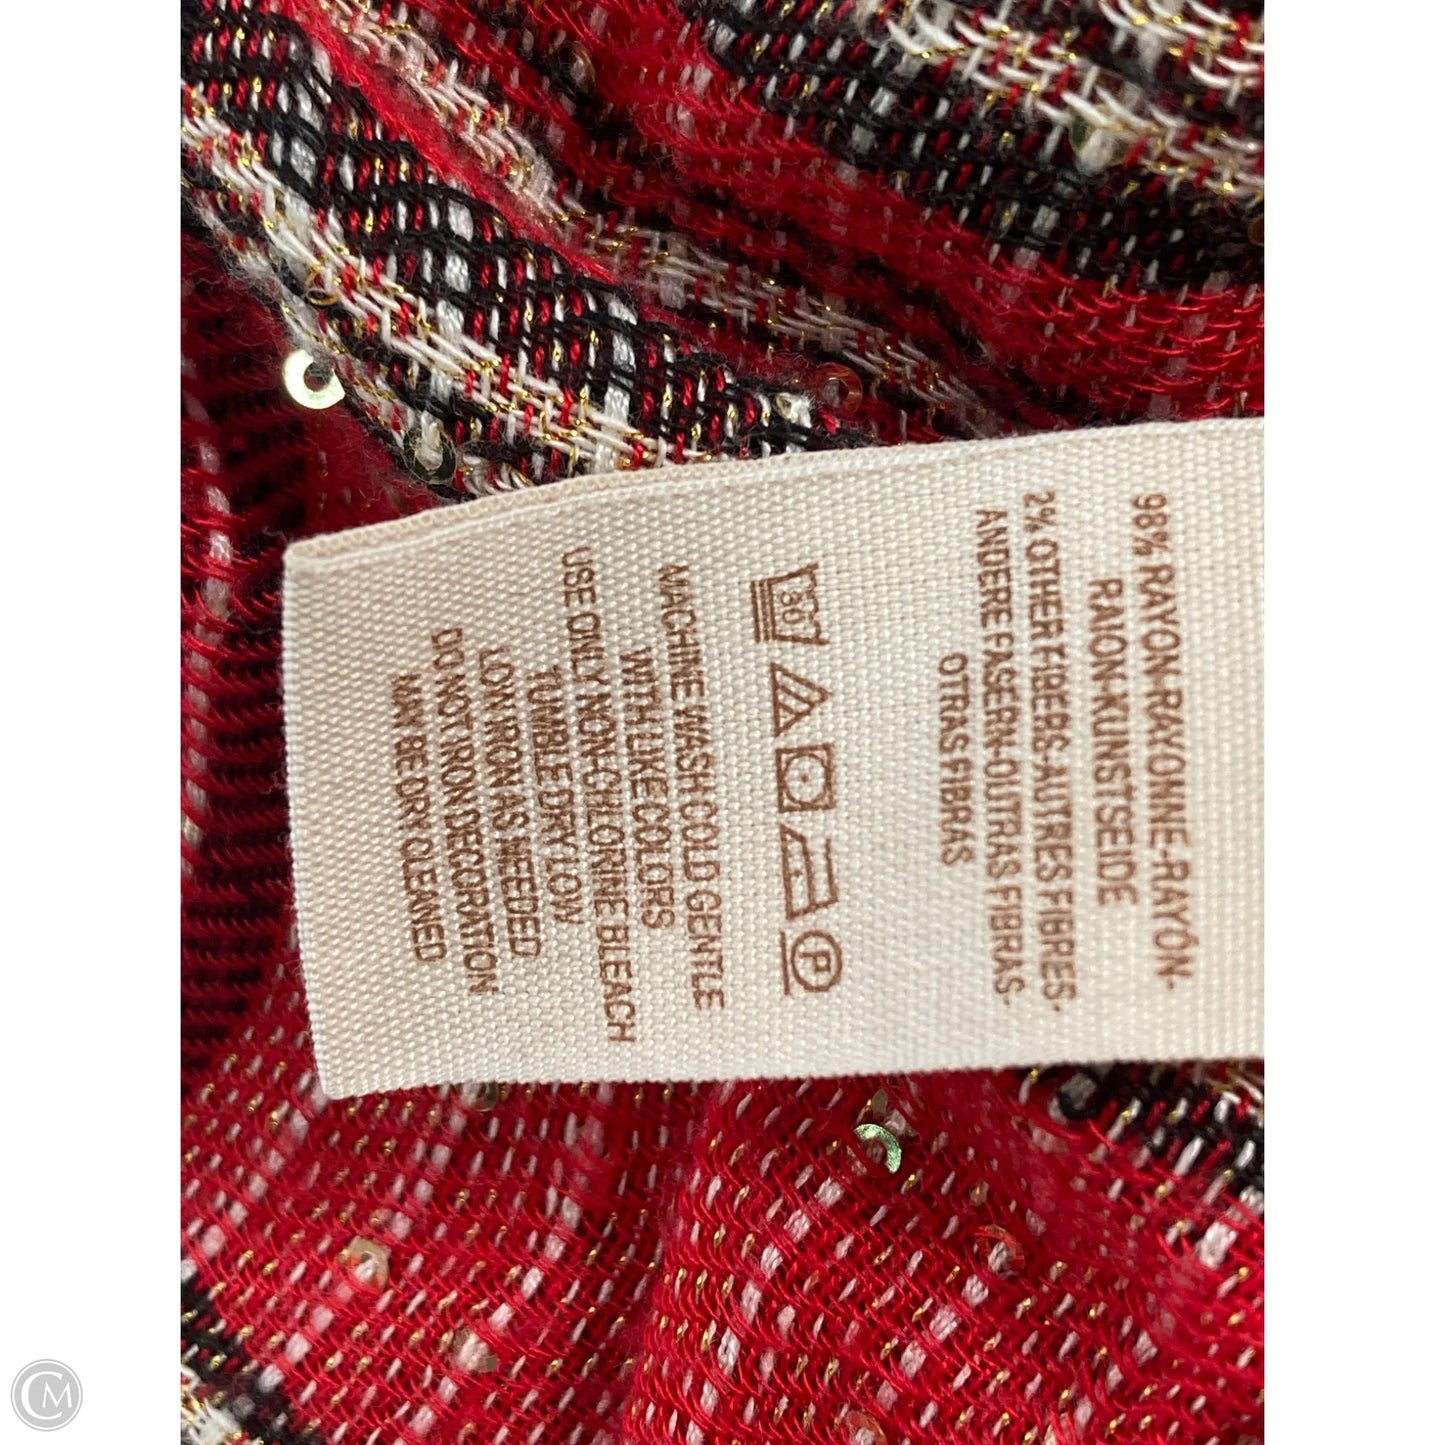 98% RAYON-RAYONNE-RAYÓN-
RAION-KUNSTSEIDE
2% OTHER FIBERS-AUTRES FIBRES-
ANDERE FASERN-OUTRAS FIBRAS-
OTRAS FIBRAS
30
P
MACHINE WASH COLD GENTLE
WITH LIKE COLORS
USE ONLY NON-CHLORINE BLEACH
TUMBLE DRY LOW
LOW IRON AS NEEDED
DO NOT IRON DECORATION
MAY BE DRY CLEANED
CM